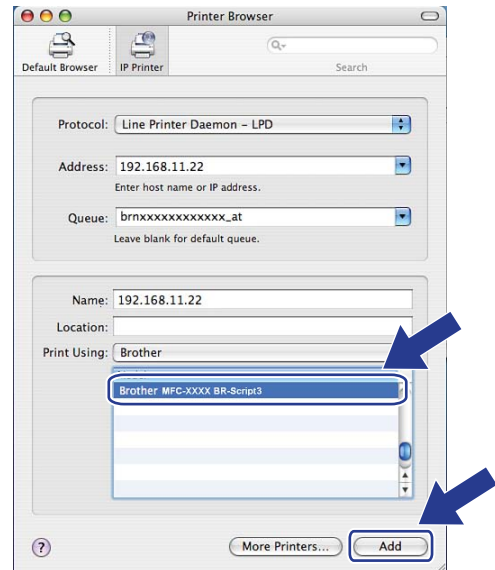 Printer Browser
Default Browser
IP Printer
Search
Protocol: Line Printer Daemon – LPD
Address: 192.168.11.22
Enter host name or IP address.
Queue: brnxxxxxxxxxxxx_at
Leave blank for default queue.
Name: 192.168.11.22
Location:
Print Using: Brother
Brother MFC-XXXX BR-Script3
? More Printers... Add